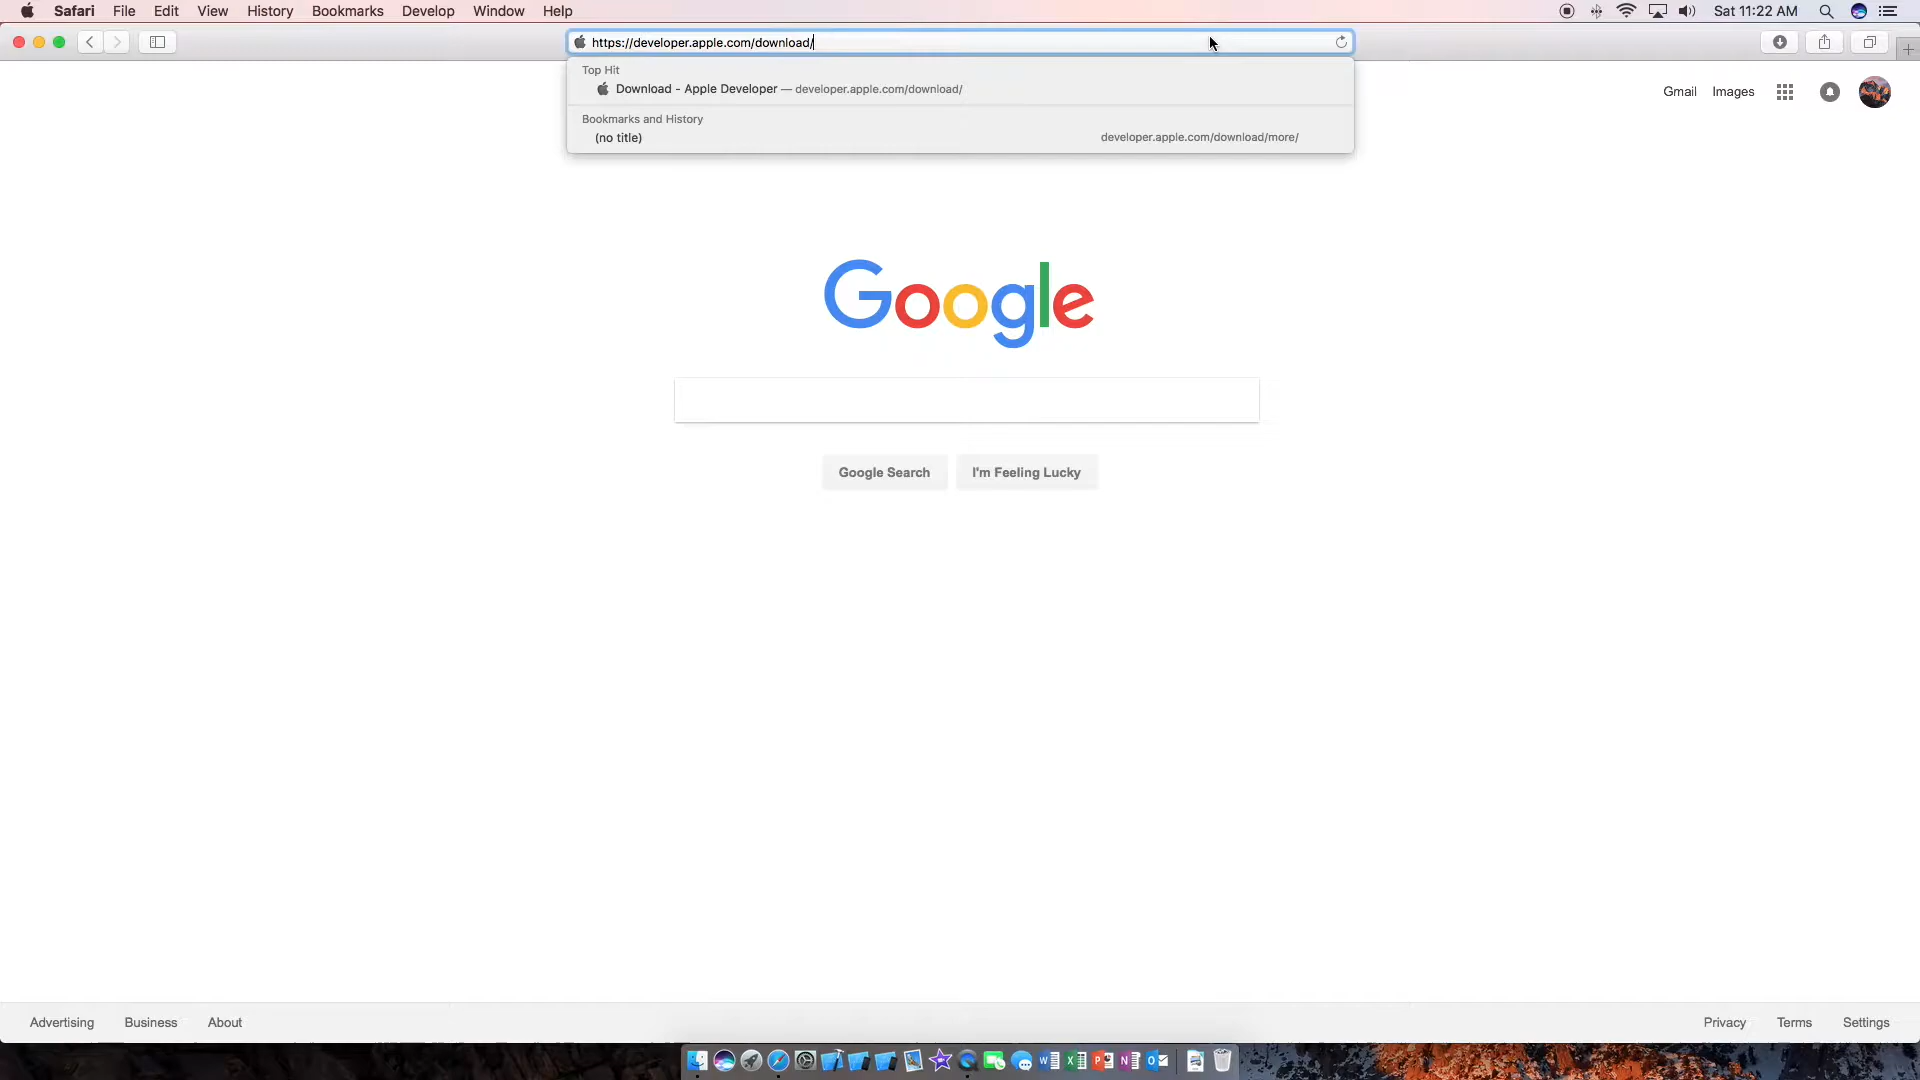 Safari File Edit View History Bookmarks Develop Window Help Sat 11:22 AM
https://developer.apple.com/download/
Top Hit
Download - Apple Developer — developer.apple.com/download/
Bookmarks and History
(no title) developer.apple.com/download/more/
Gmail Images
Google
Google Search I'm Feeling Lucky
Advertising Business About Privacy Terms Settings